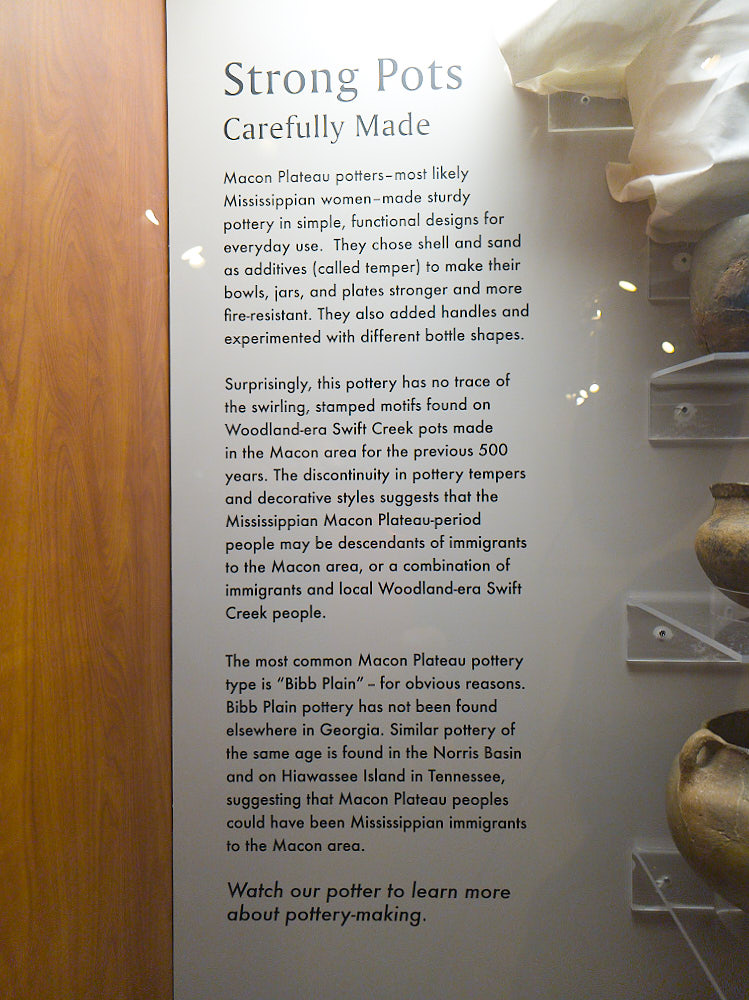 Strong Pots
Carefully Made
Macon Plateau potters–most likely
Mississippian women–made sturdy
pottery in simple, functional designs for
everyday use.  They chose shell and sand
as additives (called temper) to make their
bowls, jars, and plates stronger and more
fire-resistant. They also added handles and
experimented with different bottle shapes.
Surprisingly, this pottery has no trace of
the swirling, stamped motifs found on
Woodland-era Swift Creek pots made
in the Macon area for the previous 500
years. The discontinuity in pottery tempers
and decorative styles suggests that the
Mississippian Macon Plateau-period
people may be descendants of immigrants
to the Macon area, or a combination of
immigrants and local Woodland-era Swift
Creek people.
The most common Macon Plateau pottery
type is “Bibb Plain” – for obvious reasons.
Bibb Plain pottery has not been found
elsewhere in Georgia. Similar pottery of
the same age is found in the Norris Basin
and on Hiawassee Island in Tennessee,
suggesting that Macon Plateau peoples
could have been Mississippian immigrants
to the Macon area.
Watch our potter to learn more
about pottery-making.